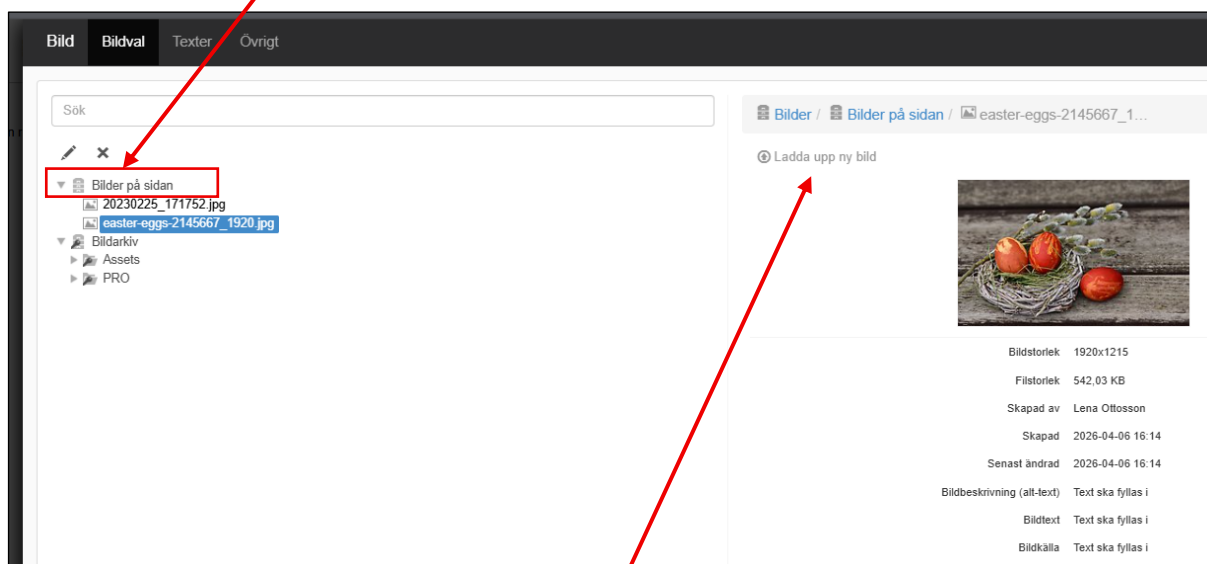 Bild Bildval Texter Övrigt
Sök
Bilder / Bilder på sidan / easter-eggs-2145667_1...
Ladda upp ny bild
Bilder på sidan
20230225_171752.jpg
easter-eggs-2145667_1920.jpg
Bildarkiv
Assets
PRO
Bildstorlek 1920x1215
Filstorlek 542,03 KB
Skapad av Lena Ottosson
Skapad 2026-04-06 16:14
Senast ändrad 2026-04-06 16:14
Bildbeskrivning (alt-text) Text ska fyllas i
Bildtext Text ska fyllas i
Bildkälla Text ska fyllas i